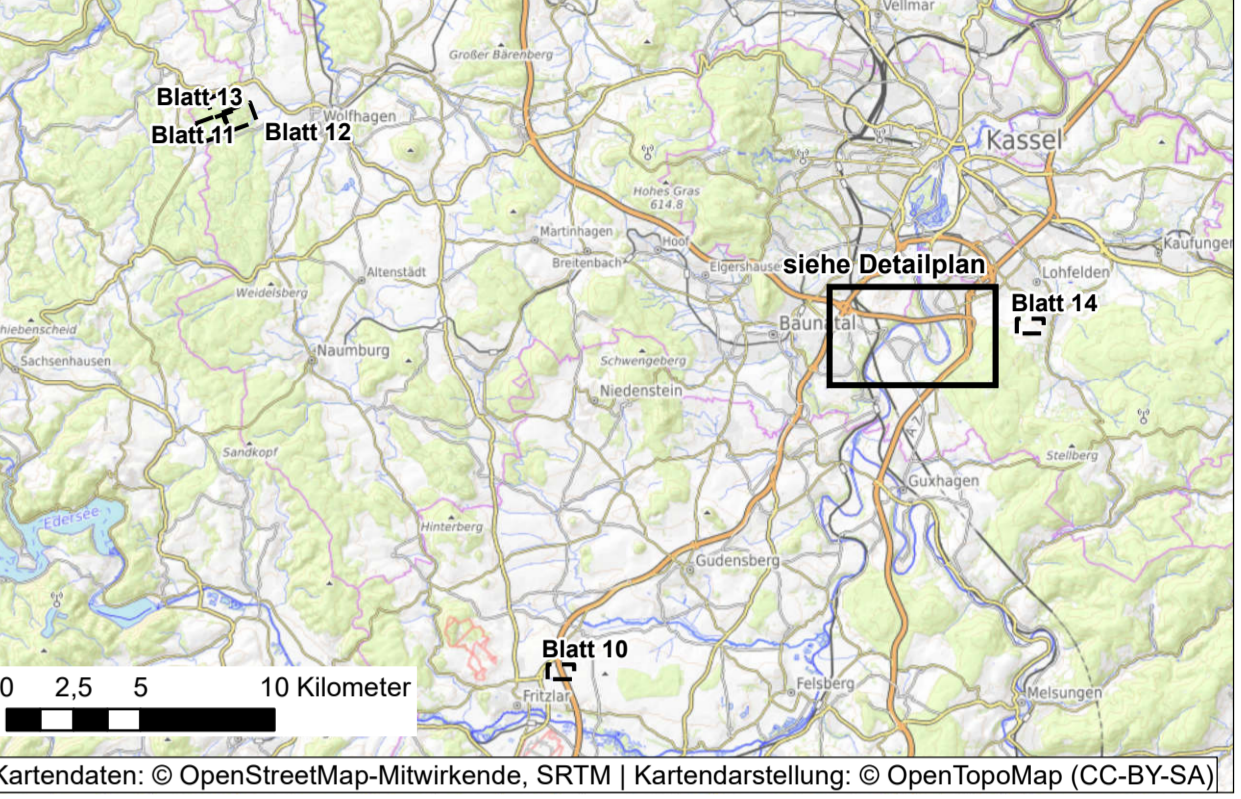 Vellmar
Großer Bärenberg
Blatt 13
Wolfhagen
Blatt 11
Blatt 12
Kassel
Hohes Gras
614.8
Martinhagen
Hoof
Kaufungen
Breitenbach
Elgershause
siehe Detailplan
Altenstädt
Lohfelden
Weidelsberg
Blatt 14
hiebenscheid
Baunatal
Naumburg
Sachsenhausen
Schwengeberg
Niedenstein
A 7
Sandkopf
Stellberg
Guxhagen
Edersee
Hinterberg
Gudensberg
Blatt 10
Felsberg
0 2,5 5 10 Kilometer
Fritzlar
Melsungen
Kartendaten: © OpenStreetMap-Mitwirkende, SRTM | Kartendarstellung: © OpenTopoMap (CC-BY-SA)